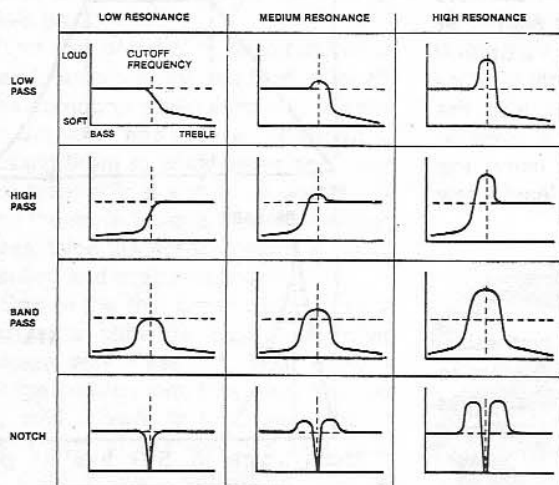 LOW RESONANCE
MEDIUM RESONANCE
HIGH RESONANCE
LOW
PASS
LOUD
CUTOFF
FREQUENCY
SOFT
BASS
TREBLE
HIGH
PASS
BAND
PASS
NOTCH